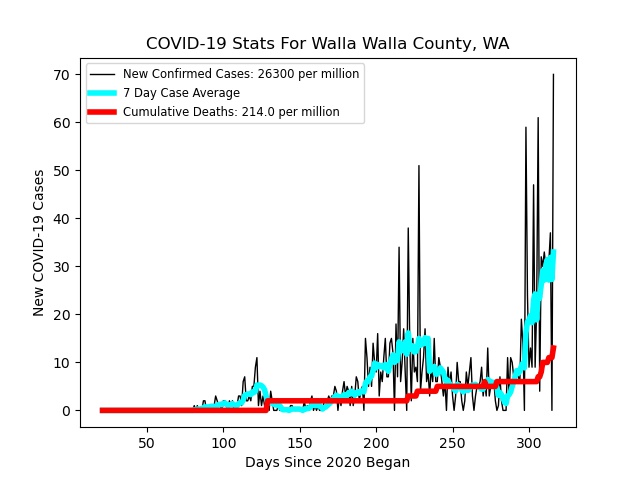 COVID-19 Stats For Walla Walla County, WA
New Confirmed Cases: 26300 per million
7 Day Case Average
Cumulative Deaths: 214.0 per million
New COVID-19 Cases
70
60
50
40
30
20
10
0
50 100 150 200 250 300
Days Since 2020 Began